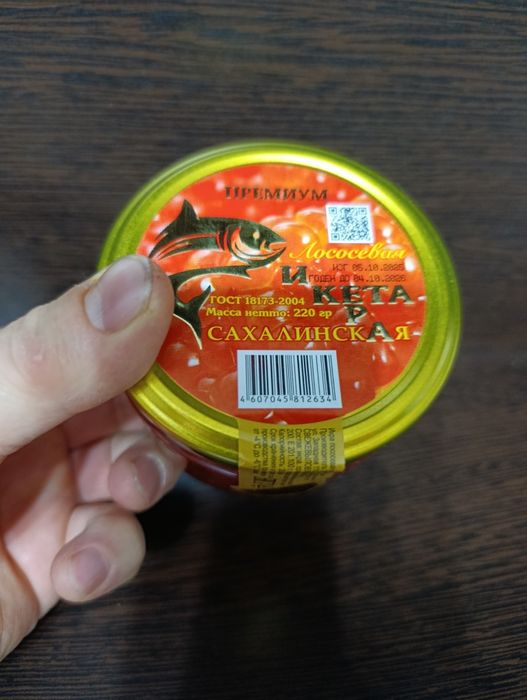 ПРЕМИУМ
Лососевая
ИЗГ 05.10.2025
ГОДЕН ДО 04.10.2026
ИКРА
КЕТА
ГОСТ 18173-2004
Масса нетто: 220 гр
САХАЛИНСКАЯ
4 607045 812634